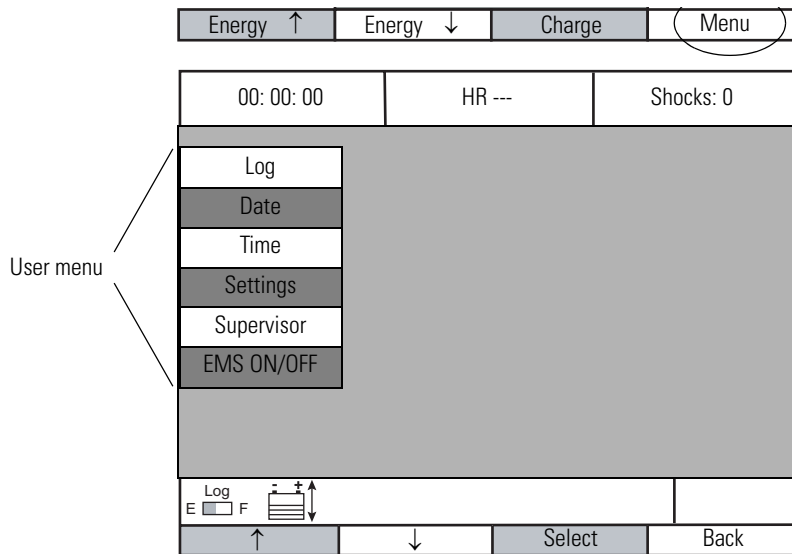 Energy ↑ Energy ↓ Charge Menu
00: 00: 00 HR --- Shocks: 0
Log
Date
Time
User menu
Settings
Supervisor
EMS ON/OFF
Log - +
E F
↑ ↓ Select Back